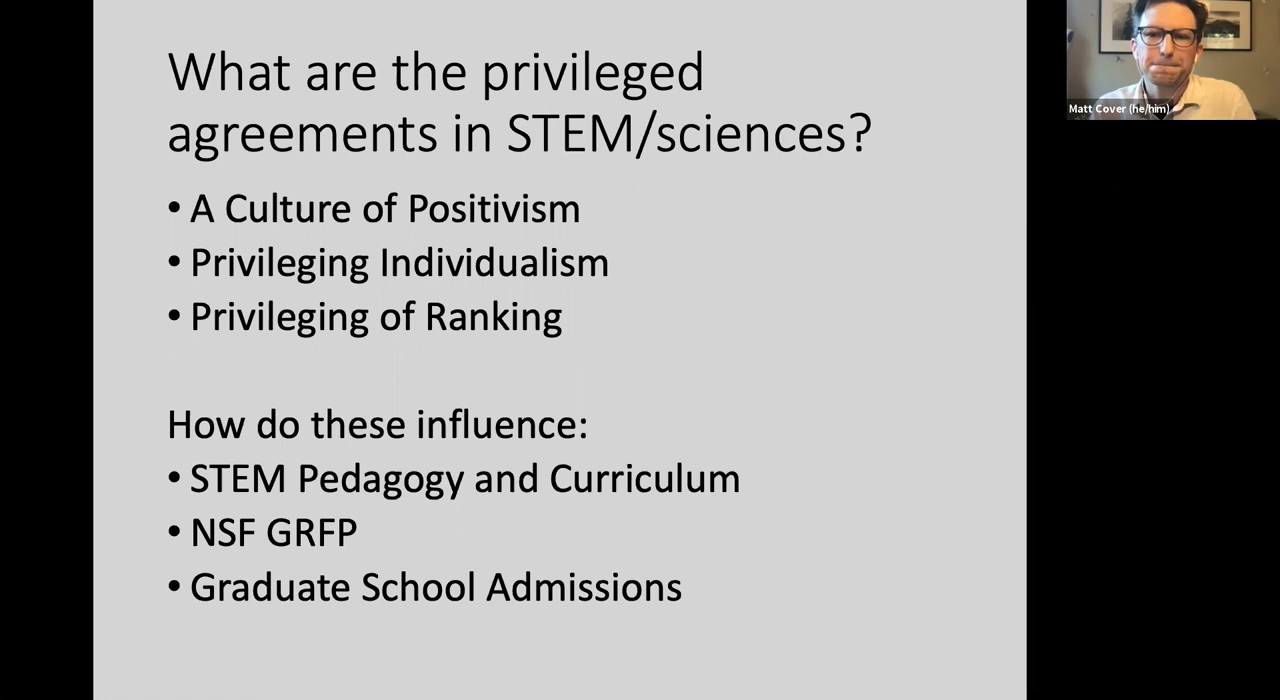 What are the privileged
agreements in STEM/sciences?
• A Culture of Positivism
• Privileging Individualism
• Privileging of Ranking
How do these influence:
• STEM Pedagogy and Curriculum
• NSF GRFP
• Graduate School Admissions
Matt Cover (he/him)